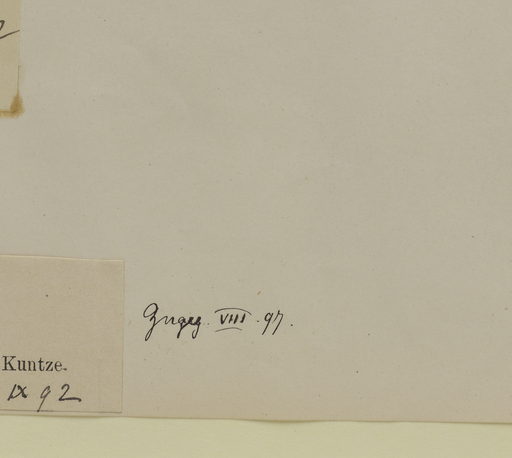 Kuntze.
IX 92
VIII. 97.